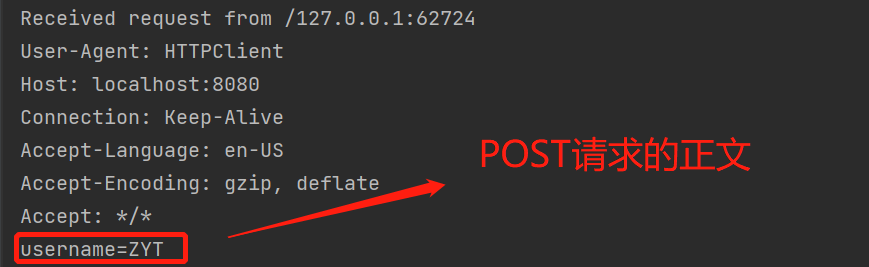 Received request from /127.0.0.1:62724
User-Agent: HTTPClient
Host: localhost:8080
Connection: Keep-Alive
Accept-Language: en-US
Accept-Encoding: gzip, deflate
Accept: */*
username=ZYT
POST请求的正文